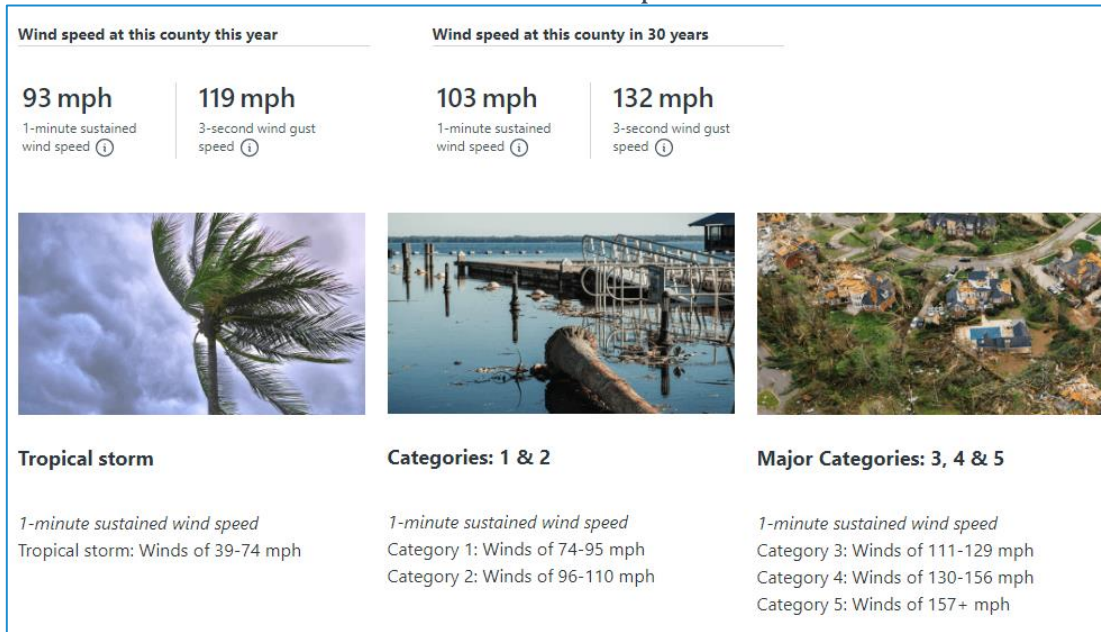 Wind speed at this county this year
Wind speed at this county in 30 years
93 mph
1-minute sustained
wind speed
119 mph
3-second wind gust
speed
103 mph
1-minute sustained
wind speed
132 mph
3-second wind gust
speed
Tropical storm
1-minute sustained wind speed
Tropical storm: Winds of 39-74 mph
Categories: 1 & 2
1-minute sustained wind speed
Category 1: Winds of 74-95 mph
Category 2: Winds of 96-110 mph
Major Categories: 3, 4 & 5
1-minute sustained wind speed
Category 3: Winds of 111-129 mph
Category 4: Winds of 130-156 mph
Category 5: Winds of 157+ mph